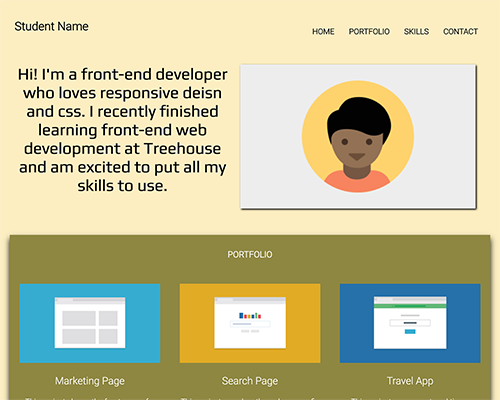 Student Name
HOME PORTFOLIO SKILLS CONTACT
Hi! I'm a front-end developer
who loves responsive deisn
and css. I recently finished
learning front-end web
development at Treehouse
and am excited to put all my
skills to use.
PORTFOLIO
Marketing Page Search Page Travel App